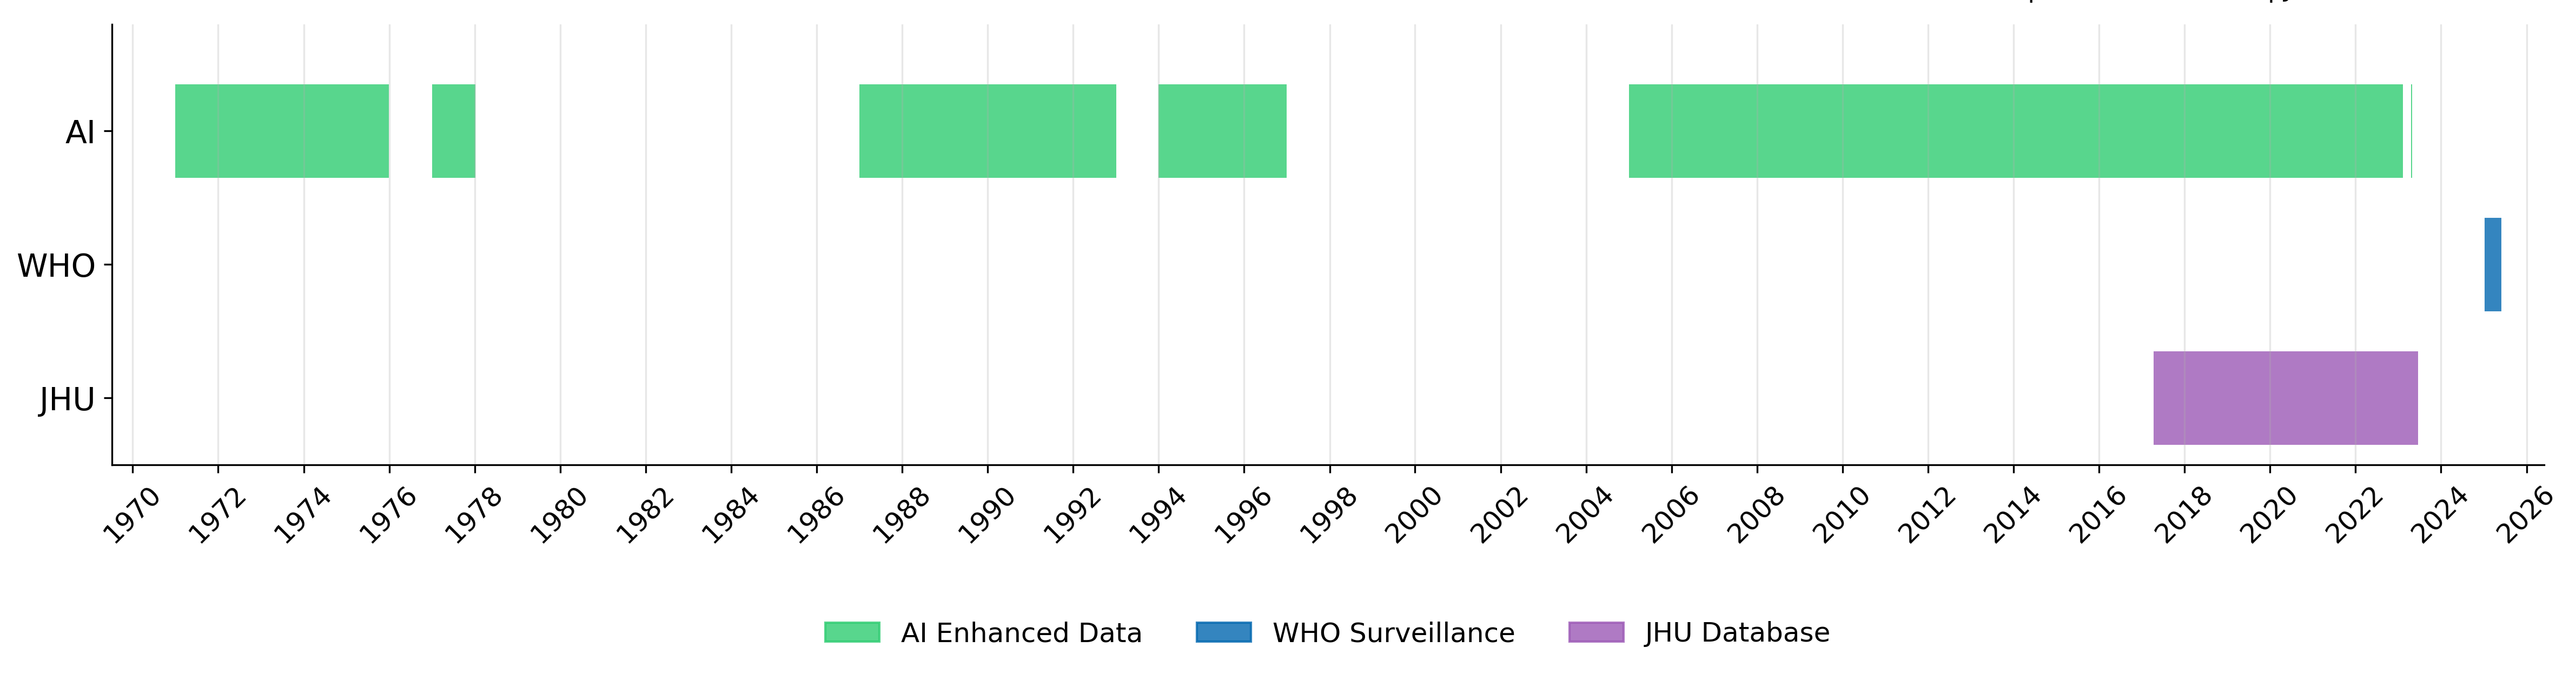 AI
WHO
JHU
1970 1972 1974 1976 1978 1980 1982 1984 1986 1988 1990 1992 1994 1996 1998 2000 2002 2004 2006 2008 2010 2012 2014 2016 2018 2020 2022 2024 2026
AI Enhanced Data WHO Surveillance JHU Database